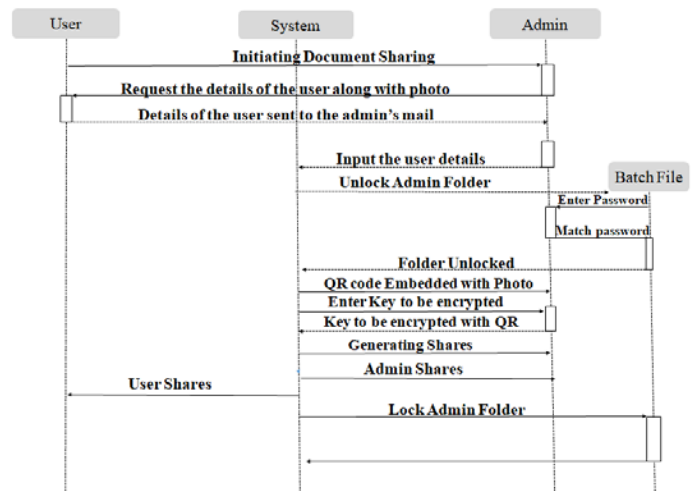 User
System
Admin
Initiating Document Sharing
Request the details of the user along with photo
Details of the user sent to the admin's mail
Input the user details
Batch File
Unlock Admin Folder
Enter Password
Match password
Folder Unlocked
QR code Embedded with Photo
Enter Key to be encrypted
Key to be encrypted with QR
Generating Shares
Admin Shares
User Shares
Lock Admin Folder